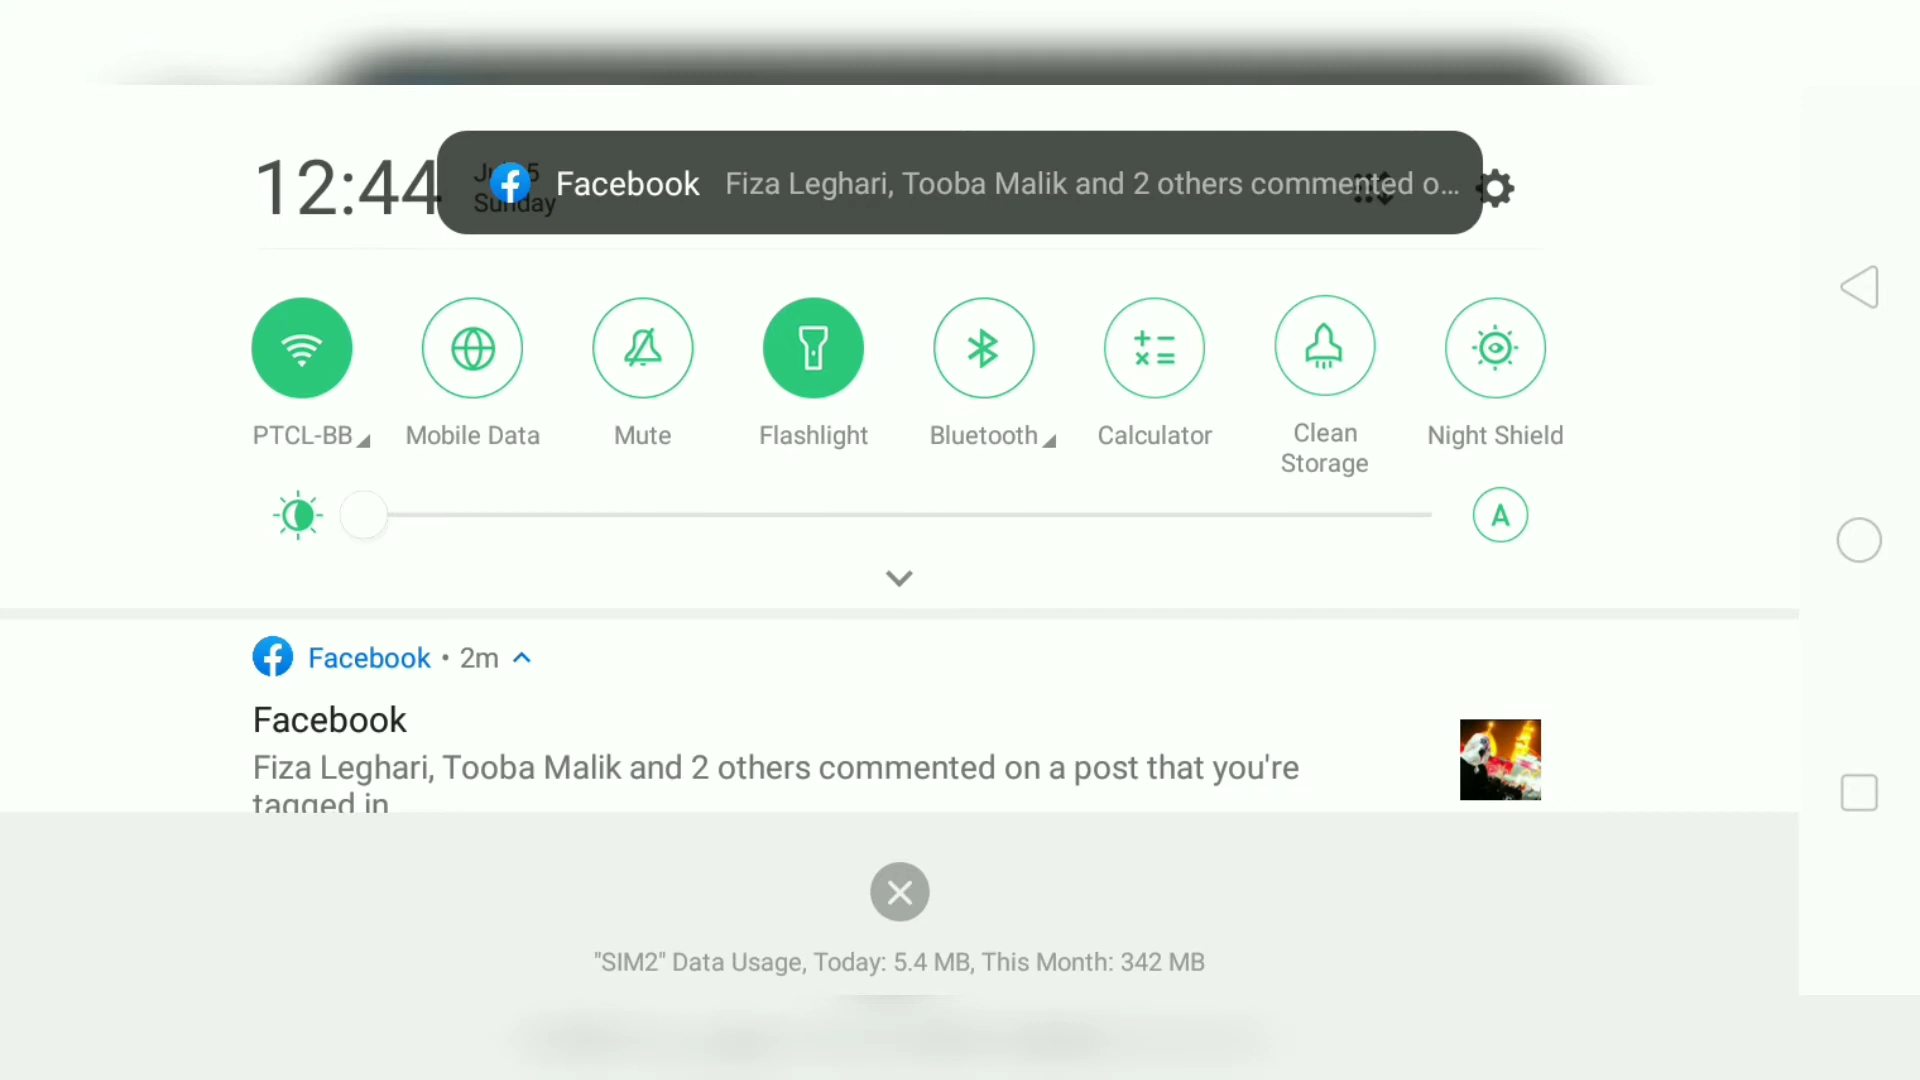 12:44
Sunday
Facebook Fiza Leghari, Tooba Malik and 2 others commented o...
PTCL-BB Mobile Data Mute Flashlight Bluetooth Calculator Clean Storage Night Shield
A
Facebook • 2m
Facebook
Fiza Leghari, Tooba Malik and 2 others commented on a post that you're
tagged in
"SIM2" Data Usage, Today: 5.4 MB, This Month: 342 MB